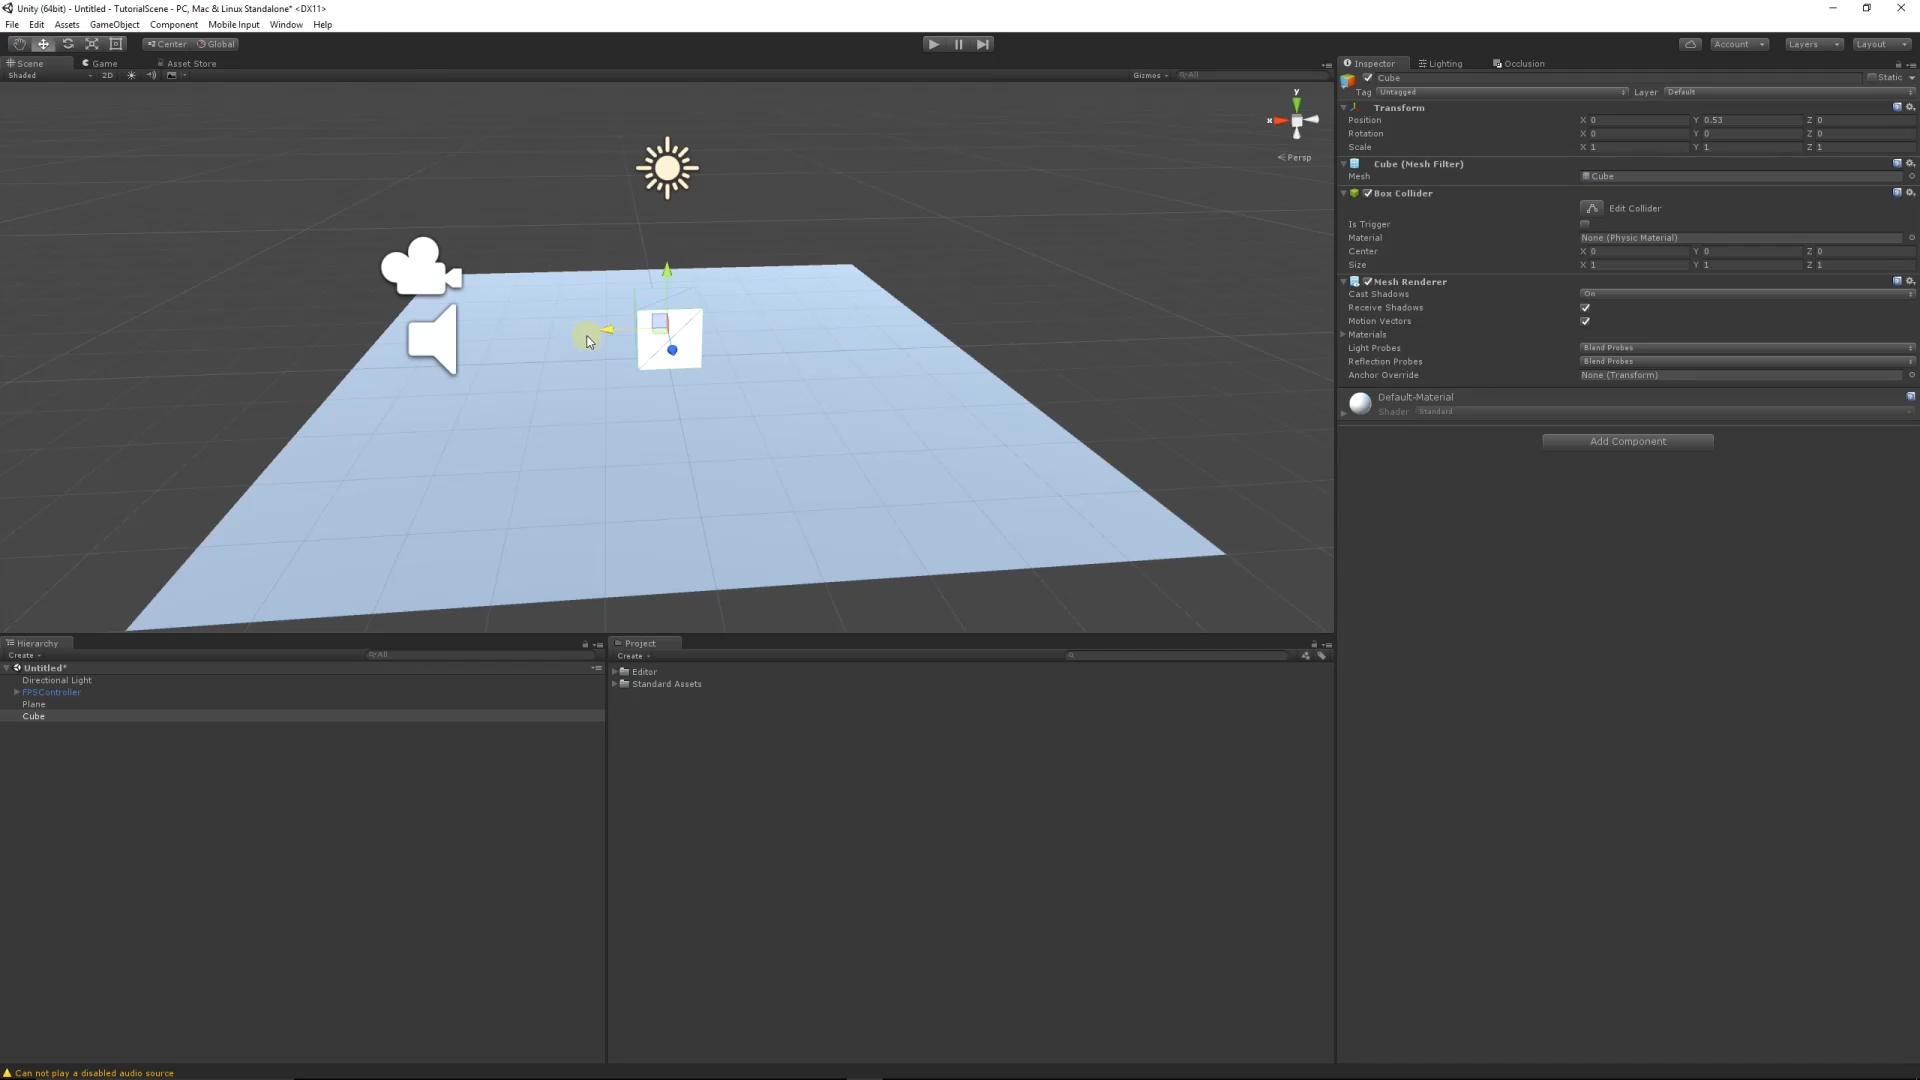 Unity (64bit) - Untitled - TutorialScene - PC, Mac & Linux Standalone* <DX11>
File Edit Assets GameObject Component Mobile Input Window Help
Center Global
Account Layers Layout
Scene Game Asset Store
Shaded 2D Gizmos All
y
x
Persp
Inspector Lighting Occlusion
Cube Static
Tag Untagged Layer Default
Transform
Position X 0 Y 0.53 Z 0
Rotation X 0 Y 0 Z 0
Scale X 1 Y 1 Z 1
Cube (Mesh Filter)
Mesh Cube
Box Collider
Edit Collider
Is Trigger
Material None (Physic Material)
Center X 0 Y 0 Z 0
Size X 1 Y 1 Z 1
Mesh Renderer
Cast Shadows On
Receive Shadows
Motion Vectors
Materials
Light Probes Blend Probes
Reflection Probes Blend Probes
Anchor Override None (Transform)
Default-Material
Shader Standard
Add Component
Hierarchy
Create All
Untitled*
Directional Light
FPSController
Plane
Cube
Project
Create
Editor
Standard Assets
Can not play a disabled audio source